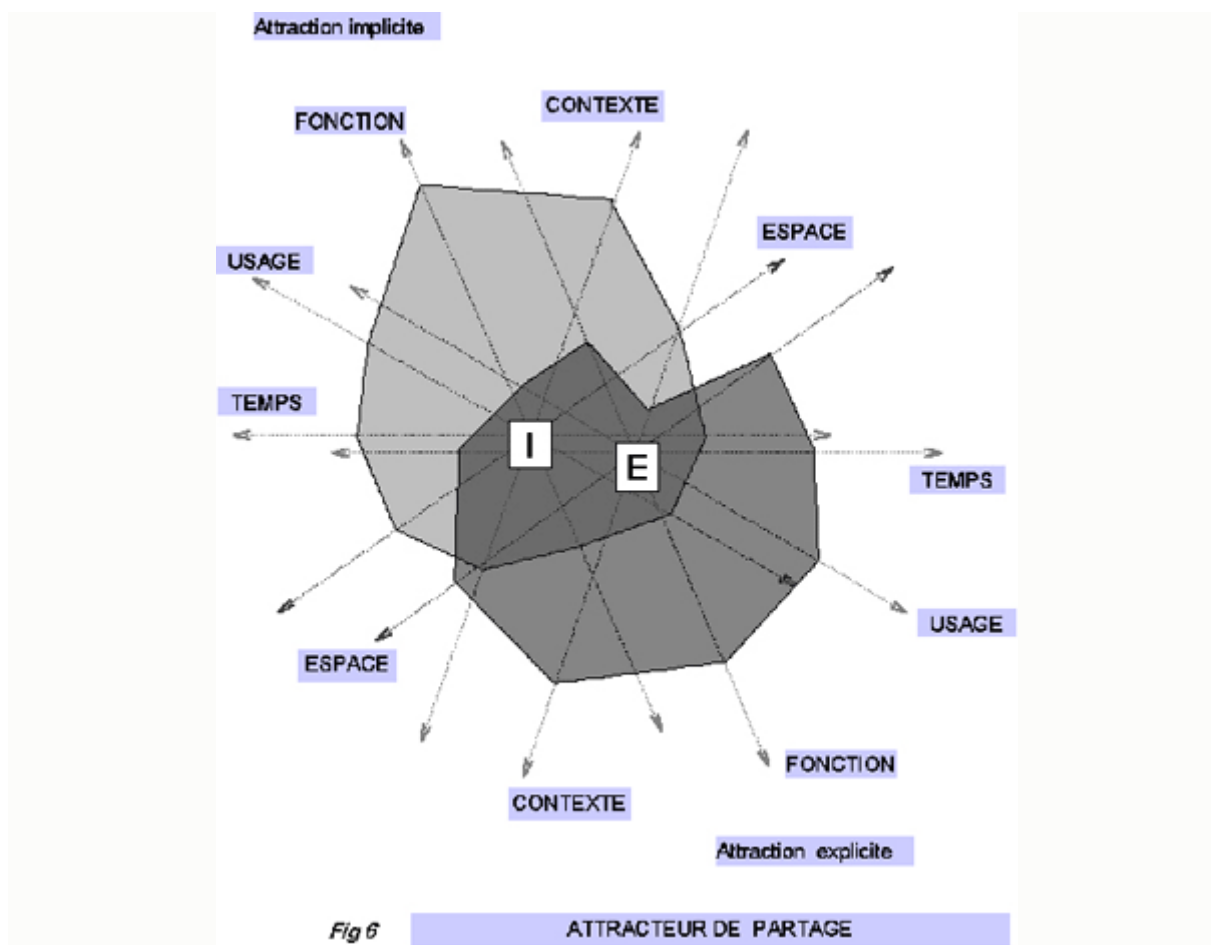 Attraction implicite
CONTEXTE
FONCTION
ESPACE
USAGE
TEMPS
I
E
TEMPS
USAGE
ESPACE
FONCTION
CONTEXTE
Attraction explicite
Fig 6 ATTRACTEUR DE PARTAGE